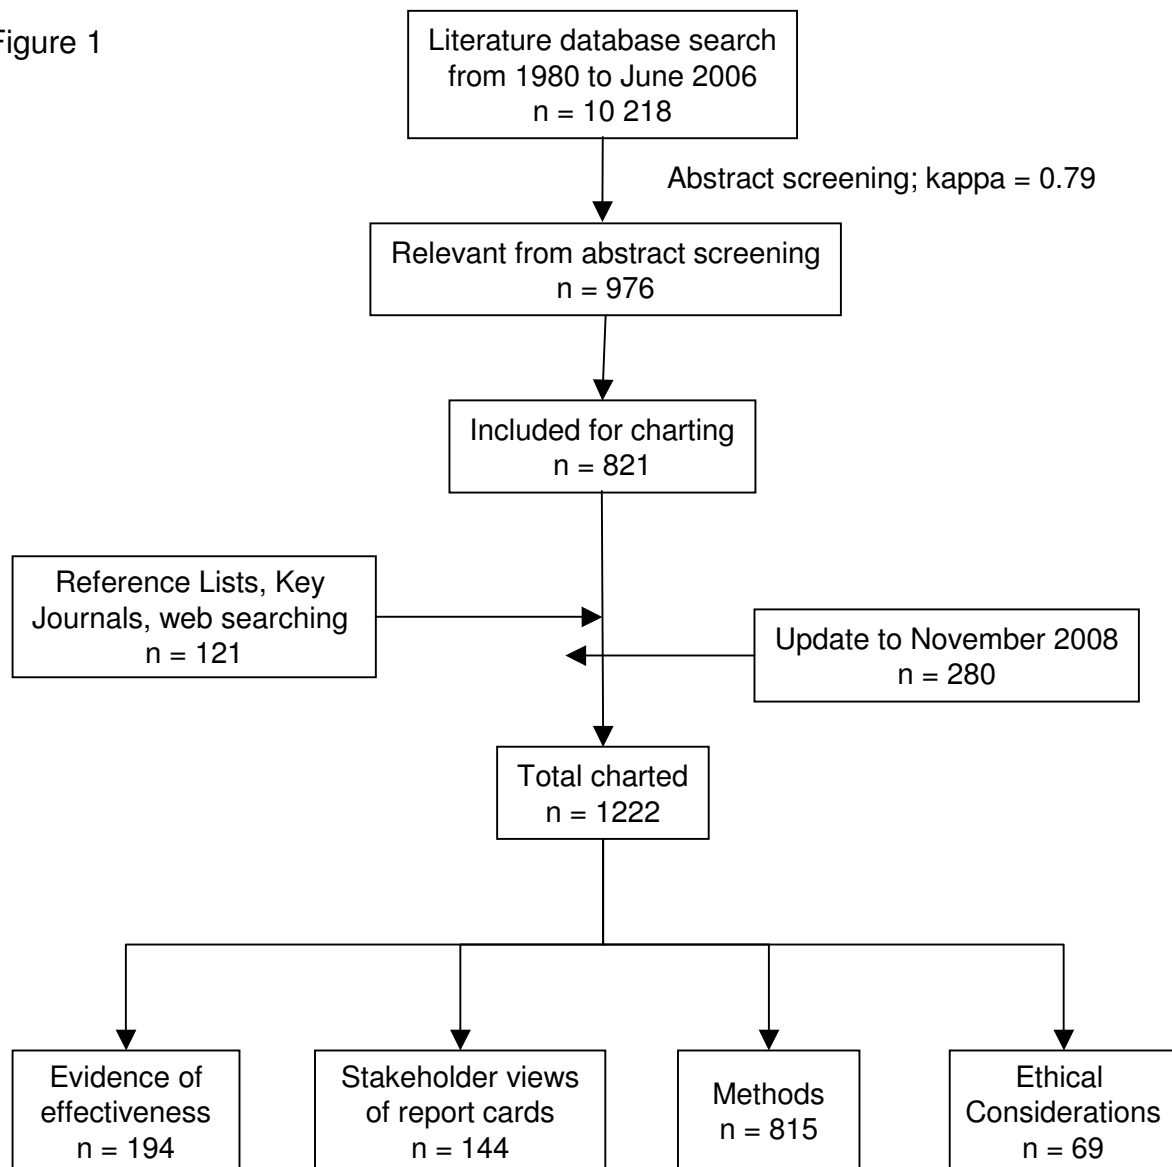 Figure 1
Literature database search
from 1980 to June 2006
n = 10 218
Abstract screening; kappa = 0.79
Relevant from abstract screening
n = 976
Included for charting
n = 821
Reference Lists, Key
Journals, web searching
n = 121
Update to November 2008
n = 280
Total charted
n = 1222
Evidence of
effectiveness
n = 194
Stakeholder views
of report cards
n = 144
Methods
n = 815
Ethical
Considerations
n = 69